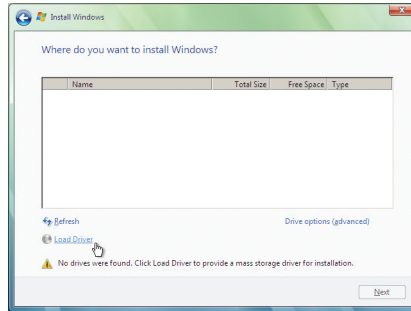 Install Windows
Where do you want to install Windows?
Name Total Size Free Space Type
Refresh Drive options (advanced)
Load Driver
No drives were found. Click Load Driver to provide a mass storage driver for installation.
Next